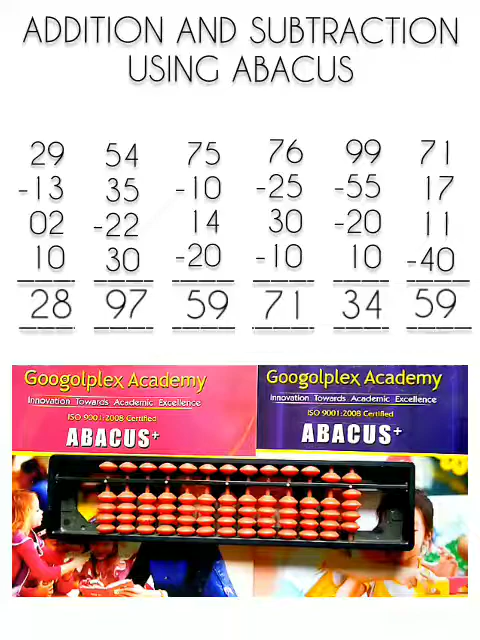 ADDITION AND SUBTRACTION
USING ABACUS
29 54 75 76 99 71
-13 35 -10 -25 -55 17
02 -22 14 30 -20 11
10 30 -20 -10 10 -40
28 97 59 71 34 59
Googolplex Academy
Innovation Towards Academic Excellence
ISO 9001:2008 Certified
ABACUS+
Googolplex Academy
Innovation Towards Academic Excellence
ISO 9001:2008 Certified
ABACUS+